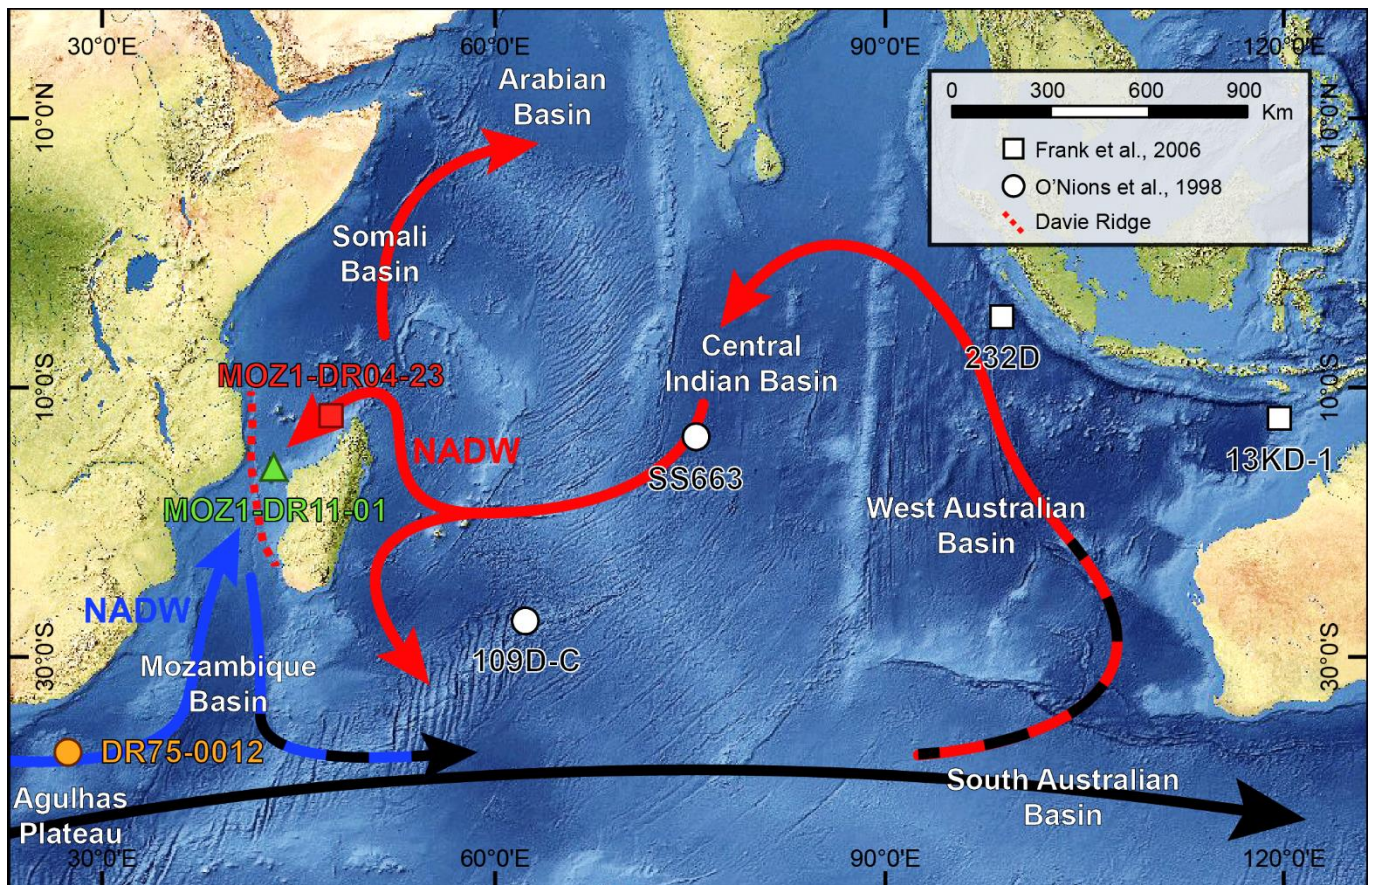 30°0'E
60°0'E
90°0'E
120°0'E
10°0'N
10°0'N
Arabian
Basin
0
300
600
900
Km
Frank et al., 2006
O'Nions et al., 1998
Davie Ridge
Somali
Basin
10°0'S
10°0'S
MOZ1-DR04-23
Central
Indian Basin
232D
NADW
SS663
13KD-1
MOZ1-DR11-01
West Australian
Basin
NADW
30°0'S
30°0'S
Mozambique
Basin
109D-C
DR75-0012
Agulhas
Plateau
South Australian
Basin
30°0'E
60°0'E
90°0'E
120°0'E